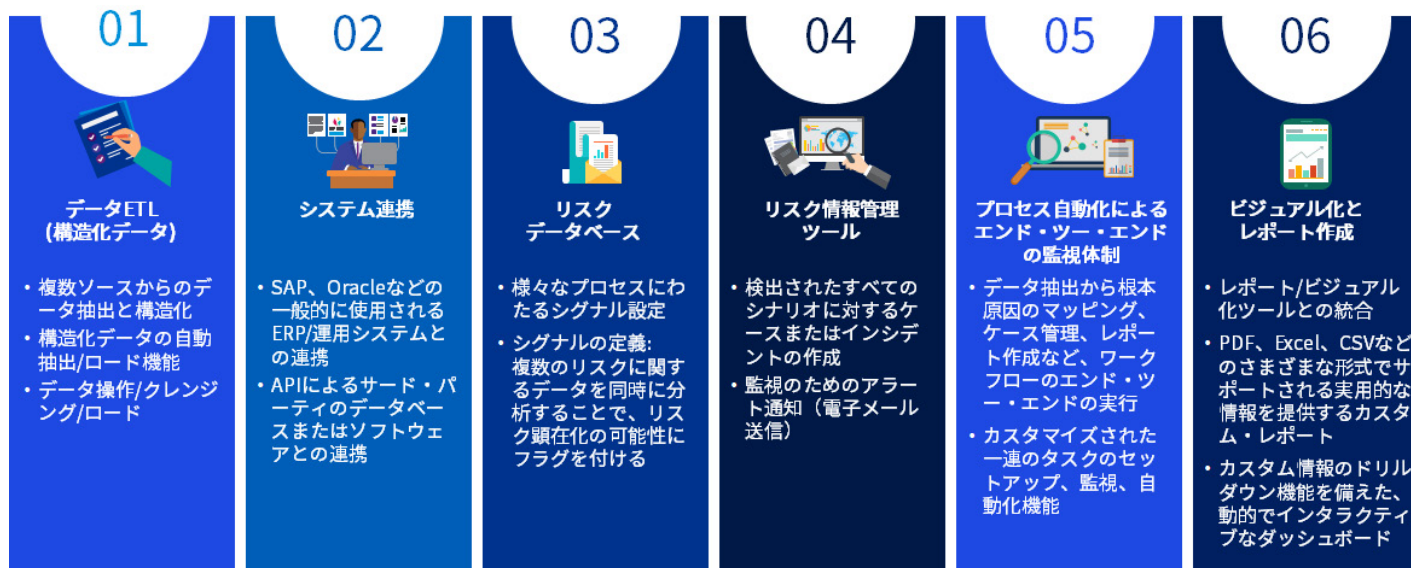 01
データETL
(構造化データ)
・複数ソースからのデ
ータ抽出と構造化
・構造化データの自動
抽出/ロード機能
・データ操作/クレンジ
ング/ロード
02
システム連携
・SAP、Oracleなどの
一般的に使用される
ERP/運用システムと
の連携
・APIによるサード・パ
ーティのデータベー
スまたはソフトウェ
アとの連携
03
リスク
データベース
・様々なプロセスにわ
たるシグナル設定
・シグナルの定義:
複数のリスクに関す
るデータを同時に分
析することで、リス
ク顕在化の可能性に
フラグを付ける
04
リスク情報管理
ツール
・検出されたすべての
シナリオに対するケ
ースまたはインシデ
ントの作成
・監視のためのアラー
ト通知（電子メール
送信）
05
プロセス自動化による
エンド・ツー・エンド
の監視体制
・データ抽出から根本
原因のマッピング、
ケース管理、レポー
ト作成など、ワーク
フローのエンド・ツ
ー・エンドの実行
・カスタマイズされた
一連のタスクのセッ
トアップ、監視、自
動化機能
06
ビジュアル化と
レポート作成
・レポート/ビジュアル
化ツールとの統合
・PDF、Excel、CSVなど
のさまざまな形式でサ
ポートされる実用的な
情報を提供するカスタ
ム・レポート
・カスタム情報のドリル
ダウン機能を備えた、
動的でインタラクティ
ブなダッシュボード